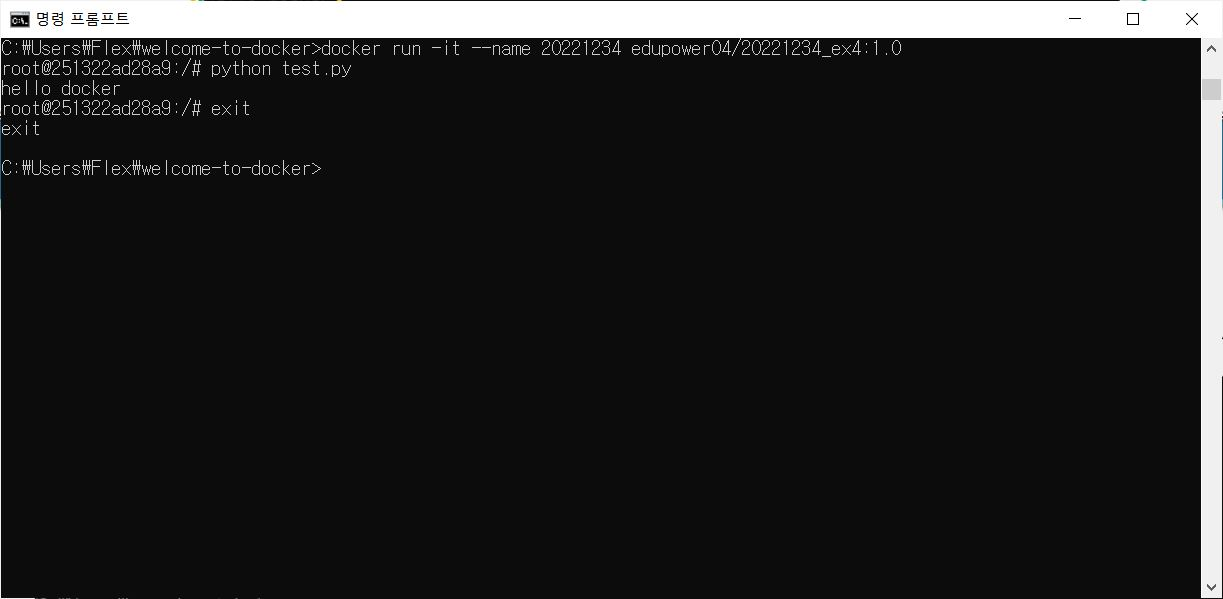 명령 프롬프트
C:₩Users₩Flex₩welcome-to-docker>docker run -it --name 20221234 edupower04/20221234_ex4:1.0
root@251322ad28a9:/# python test.py
hello docker
root@251322ad28a9:/# exit
exit
C:₩Users₩Flex₩welcome-to-docker>